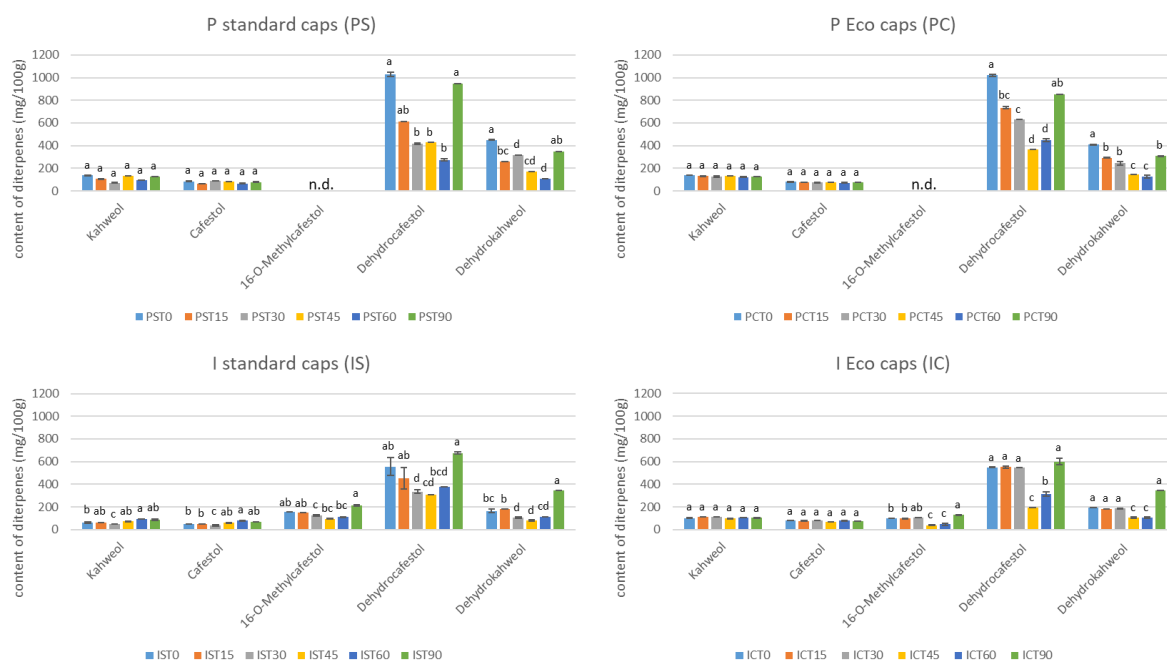 P standard caps (PS)
content of diterpenes (mg/100g)
1200
1000
800
600
400
200
0
a a a a a a
a a a a a a
n.d.
a ab b b b a
a bc d cd d ab
Kahweol
Cafestol
16-O-Methylcafestol
Dehydrocafestol
Dehydrokahweol
PST0 PST15 PST30 PST45 PST60 PST90
P Eco caps (PC)
content of diterpenes (mg/100g)
1200
1000
800
600
400
200
0
a a a a a a
a a a a a a
n.d.
a bc c d d ab
a b b c c b
Kahweol
Cafestol
16-O-Methylcafestol
Dehydrocafestol
Dehydrokahweol
PCT0 PCT15 PCT30 PCT45 PCT60 PCT90
I standard caps (IS)
content of diterpenes (mg/100g)
1200
1000
800
600
400
200
0
b ab c ab a ab
b ab c ab a ab
ab ab c bc bc a
ab ab d cd bcd a
bc b d d cd a
Kahweol
Cafestol
16-O-Methylcafestol
Dehydrocafestol
Dehydrokahweol
IST0 IST15 IST30 IST45 IST60 IST90
I Eco caps (IC)
content of diterpenes (mg/100g)
1200
1000
800
600
400
200
0
a a a a a a
a a a a a a
b b ab c c a
a a a c b a
a a a c c a
Kahweol
Cafestol
16-O-Methylcafestol
Dehydrocafestol
Dehydrokahweol
ICT0 ICT15 ICT30 ICT45 ICT60 ICT90